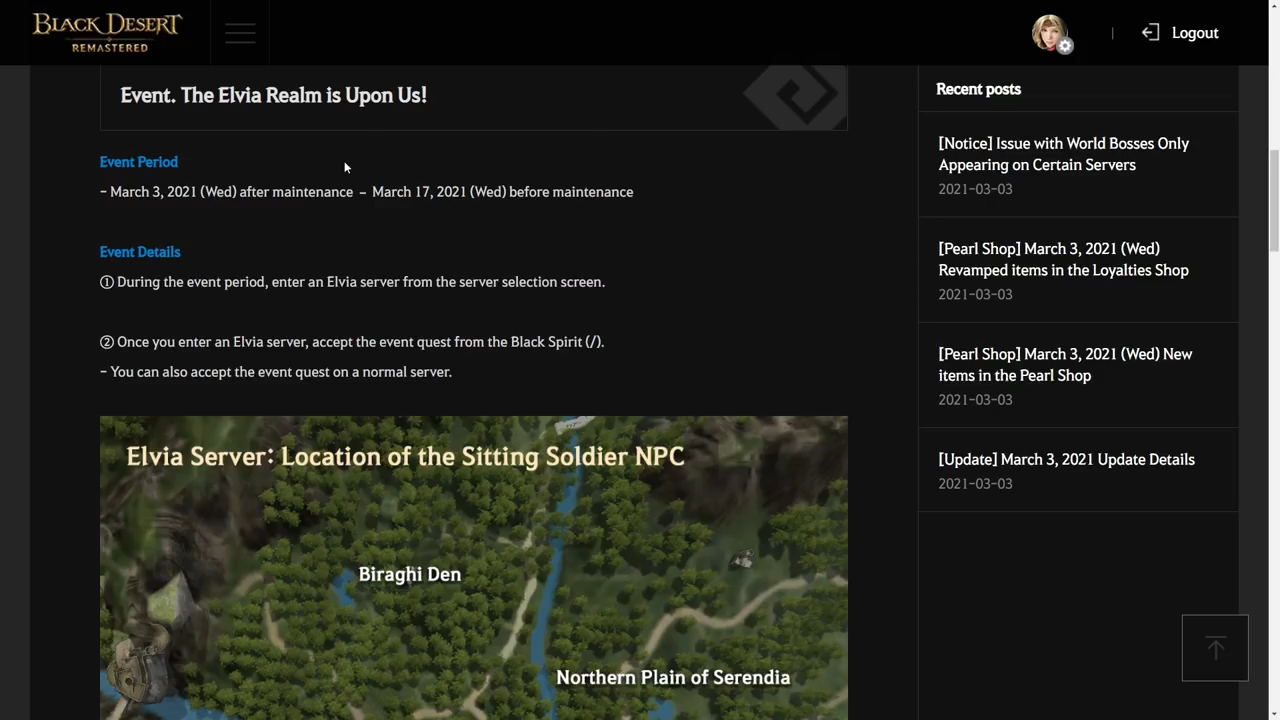 BLACK DESERT
REMASTERED
Logout
Event. The Elvia Realm is Upon Us!
Event Period
- March 3, 2021 (Wed) after maintenance – March 17, 2021 (Wed) before maintenance
Event Details
① During the event period, enter an Elvia server from the server selection screen.
② Once you enter an Elvia server, accept the event quest from the Black Spirit (/).
- You can also accept the event quest on a normal server.
Elvia Server: Location of the Sitting Soldier NPC
Biraghi Den
Northern Plain of Serendia
Recent posts
[Notice] Issue with World Bosses Only
Appearing on Certain Servers
2021-03-03
[Pearl Shop] March 3, 2021 (Wed)
Revamped items in the Loyalties Shop
2021-03-03
[Pearl Shop] March 3, 2021 (Wed) New
items in the Pearl Shop
2021-03-03
[Update] March 3, 2021 Update Details
2021-03-03